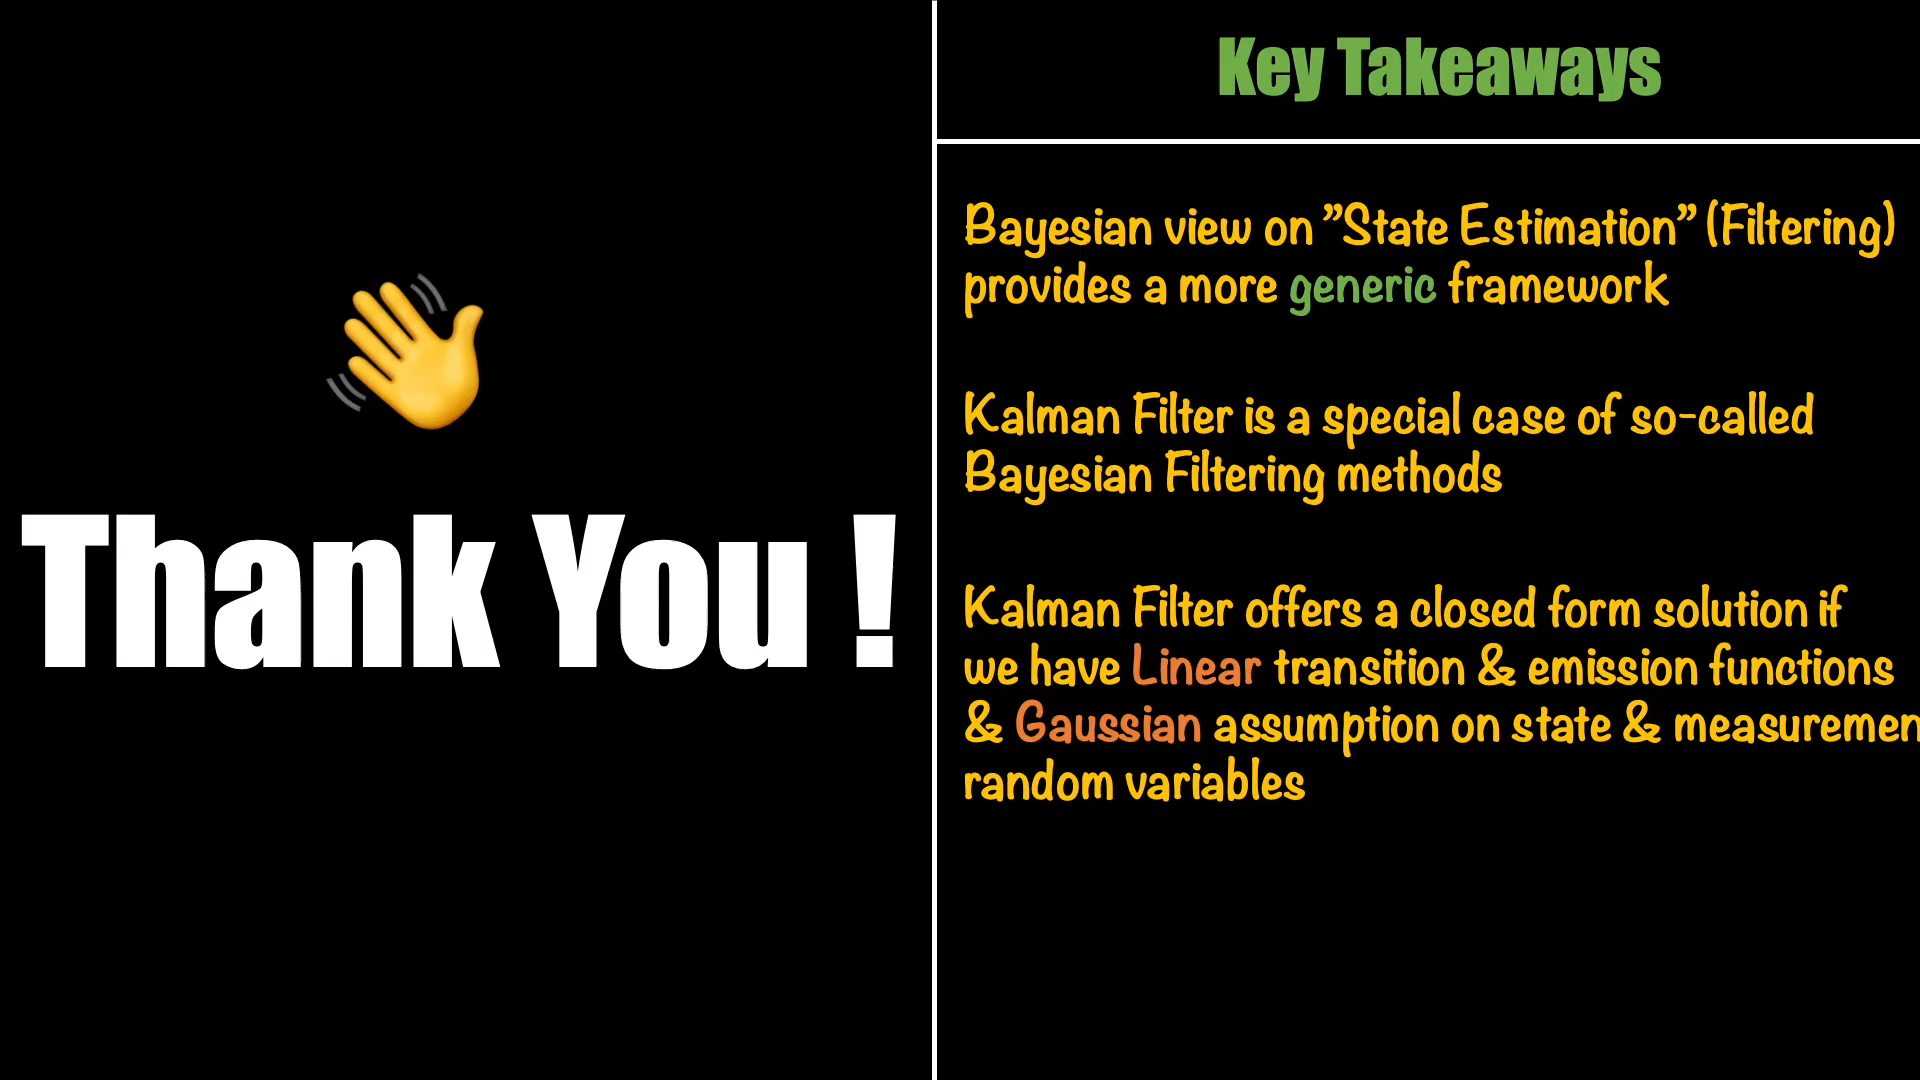 Thank You !
Key Takeaways
Bayesian view on ”State Estimation” (Filtering)
provides a more generic framework
Kalman Filter is a special case of so-called
Bayesian Filtering methods
Kalman Filter offers a closed form solution if
we have Linear transition & emission functions
& Gaussian assumption on state & measuremen
random variables